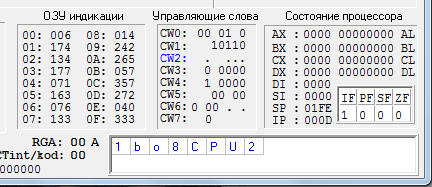 ОЗУ индикации
00: 006 08: 014
01: 174 09: 242
02: 134 0A: 265
03: 177 0B: 057
04: 371 0C: 036
05: 163 0D: 272
06: 076 0E: 040
07: 133 0F: 333
Управляющие слова
CW0: 00 01 0
CW1: 10110
CW2: . ...
CW3: 0 0000
CW4: 1 0000
CW5: 00 00
CW6: 0 00 . .
CW7: 0
Состояние процессора
AX : 0000 00000000 AL
BX : 0000 00000000 BL
CX : 0000 00000000 CL
DX : 0000 00000000 DL
DI : 0000
SI : 0000
SP : 01FE
IP : 000D
IF PF SF ZF
1 0 0 0
RGA: 00 A
CTint/kod: 00
000000
1 b o 8 C P U 2